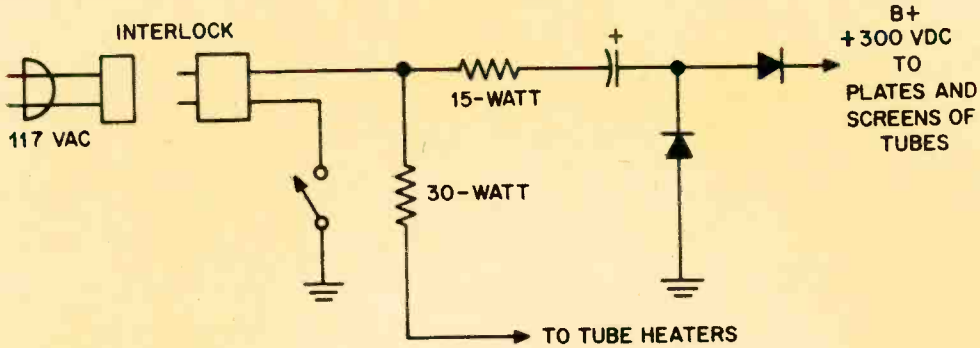 INTERLOCK
117 VAC
15-WATT
+
30-WATT
TO TUBE HEATERS
B+
+300 VDC
TO
PLATES AND
SCREENS OF
TUBES